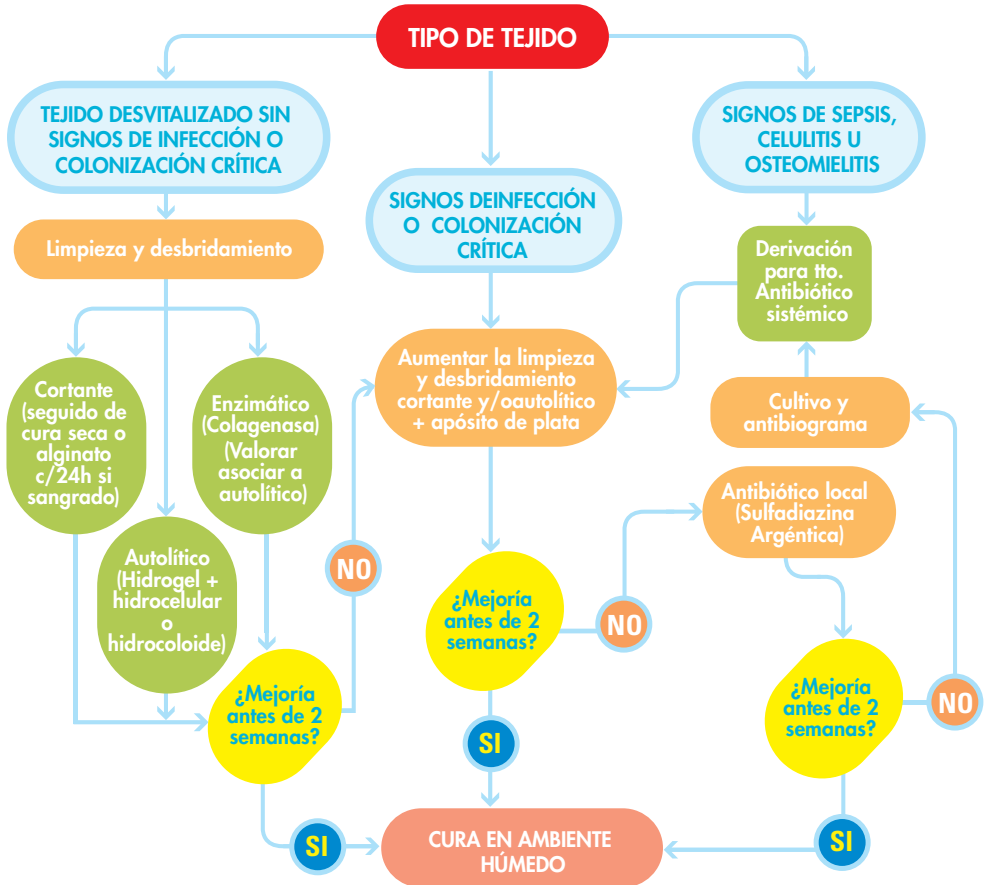 TIPO DE TEJIDO
TEJIDO DESVITALIZADO SIN
SIGNOS DE INFECCIÓN O
COLONIZACIÓN CRÍTICA
SIGNOS DEINFECCIÓN
O COLONIZACIÓN
CRÍTICA
SIGNOS DE SEPSIS,
CELULITIS U
OSTEOMIELITIS
Limpieza y desbridamiento
Derivación
para tto.
Antibiótico
sistémico
Cortante
(seguido de
cura seca o
alginato
c/24h si
sangrado)
Enzimático
(Colagenasa)
(Valorar
asociar a
autolítico)
Autolítico
(Hidrogel +
hidrocelular
o
hidrocoloide)
Aumentar la limpieza
y desbridamiento
cortante y/oautolítico
+ apósito de plata
Cultivo y
antibiograma
Antibiótico local
(Sulfadiazina
Argéntica)
NO
¿Mejoría
antes de 2
semanas?
NO
¿Mejoría
antes de 2
semanas?
¿Mejoría
antes de 2
semanas?
NO
SI
SI
SI
CURA EN AMBIENTE
HÚMEDO